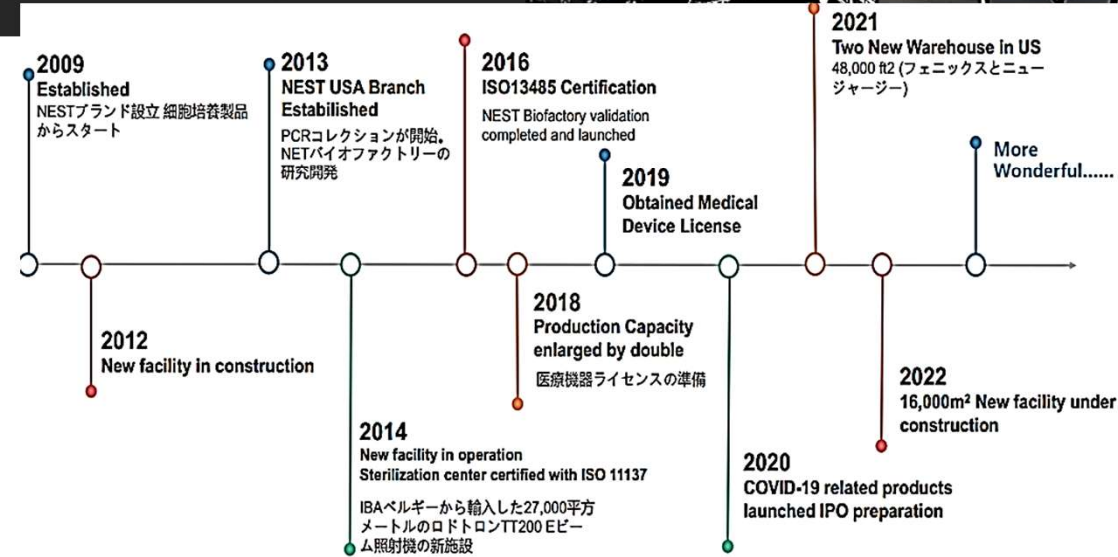 2009
Established
NESTブランド設立 細胞培養製品
からスタート
2012
New facility in construction
2013
NEST USA Branch
Estabilished
PCRコレクションが開始。
NETバイオファクトリーの
研究開発
2014
New facility in operation
Sterilization center certified with ISO 11137
IBAベルギーから輸入した27,000平方
メートルのロドトロンTT200 Eビー
ム照射機の新施設
2016
ISO13485 Certification
NEST Biofactory validation
completed and launched
2018
Production Capacity
enlarged by double
医療機器ライセンスの準備
2019
Obtained Medical
Device License
2020
COVID-19 related products
launched IPO preparation
2021
Two New Warehouse in US
48,000 ft2 (フェニックスとニュー
ジャージー)
2022
16,000m² New facility under
construction
More
Wonderful......